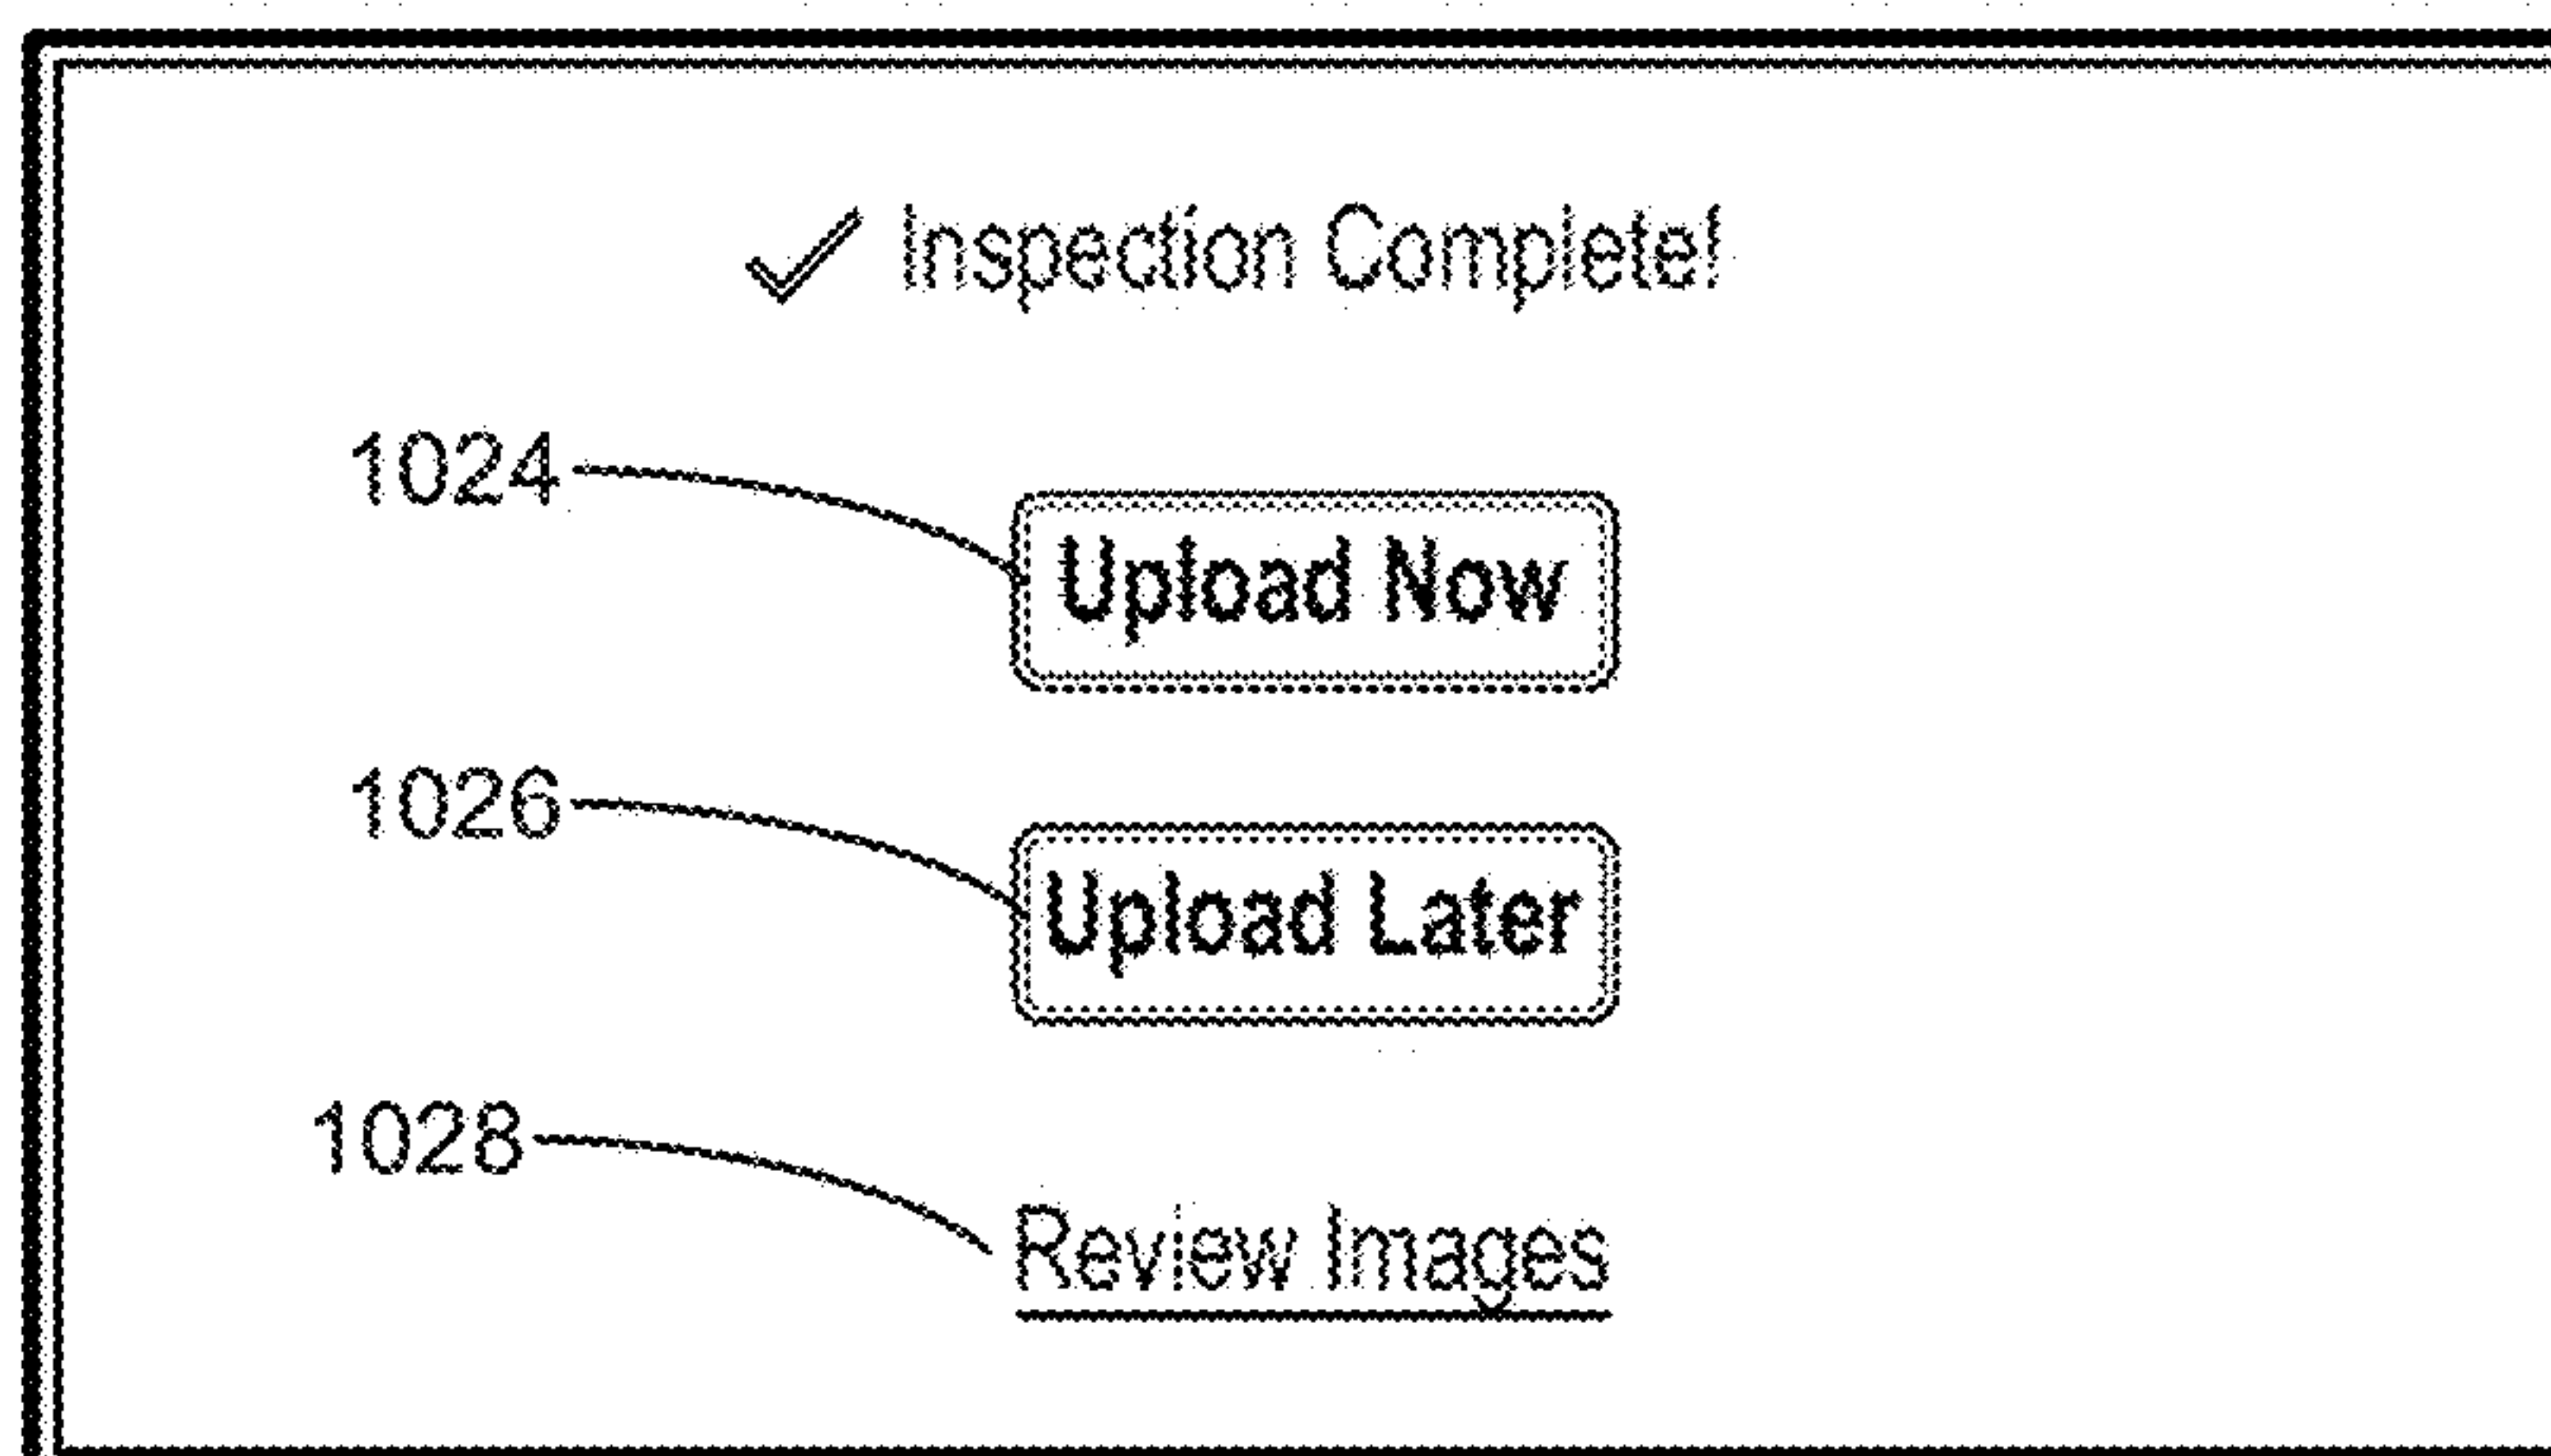 ✓ Inspection Complete!
1024
Upload Now
1026
Upload Later
1028
Review Images